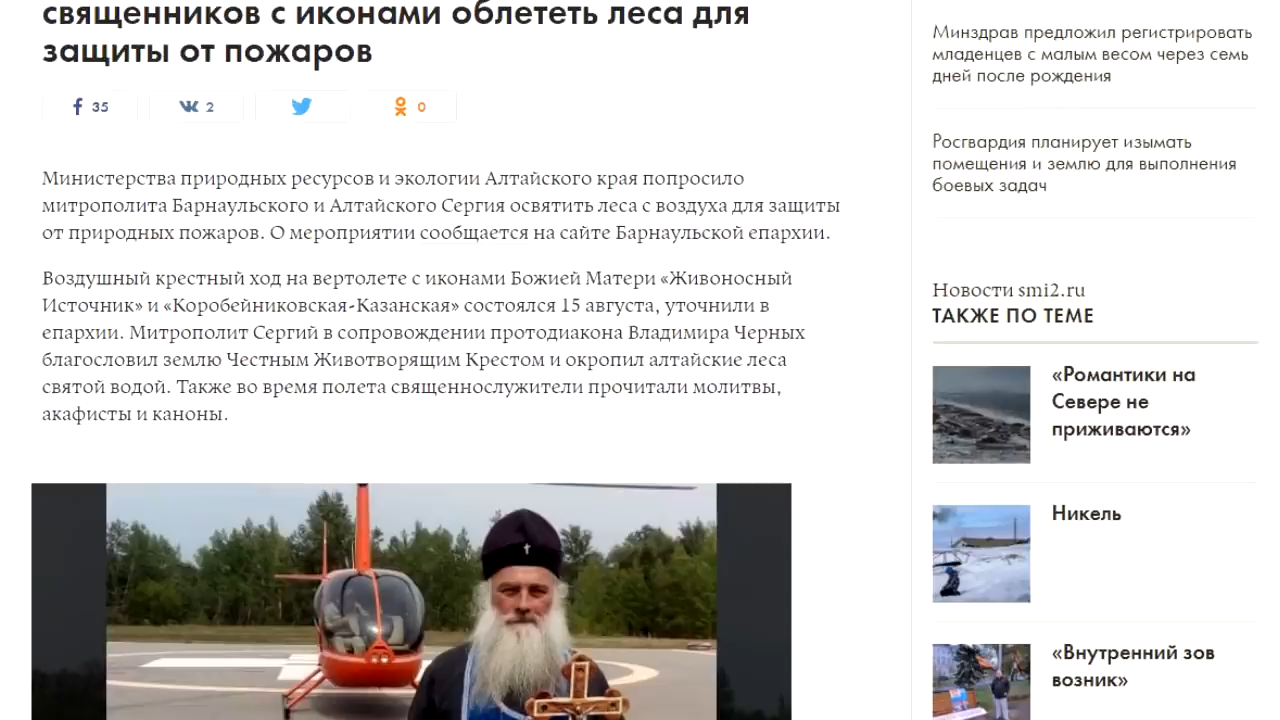 священников с иконами облететь леса для
защиты от пожаров
35
2
0
Министерства природных ресурсов и экологии Алтайского края попросило
митрополита Барнаульского и Алтайского Сергия освятить леса с воздуха для защиты
от природных пожаров. О мероприятии сообщается на сайте Барнаульской епархии.
Воздушный крестный ход на вертолете с иконами Божией Матери «Живоносный
Источник» и «Коробейниковская-Казанская» состоялся 15 августа, уточнили в
епархии. Митрополит Сергий в сопровождении протодиакона Владимира Черных
благословил землю Честным Животворящим Крестом и окропил алтайские леса
святой водой. Также во время полета священнослужители прочитали молитвы,
акафисты и каноны.
Минздрав предложил регистрировать
младенцев с малым весом через семь
дней после рождения
Росгвардия планирует изымать
помещения и землю для выполнения
боевых задач
Новости smi2.ru
ТАКЖЕ ПО ТЕМЕ
«Романтики на
Севере не
приживаются»
Никель
«Внутренний зов
возник»